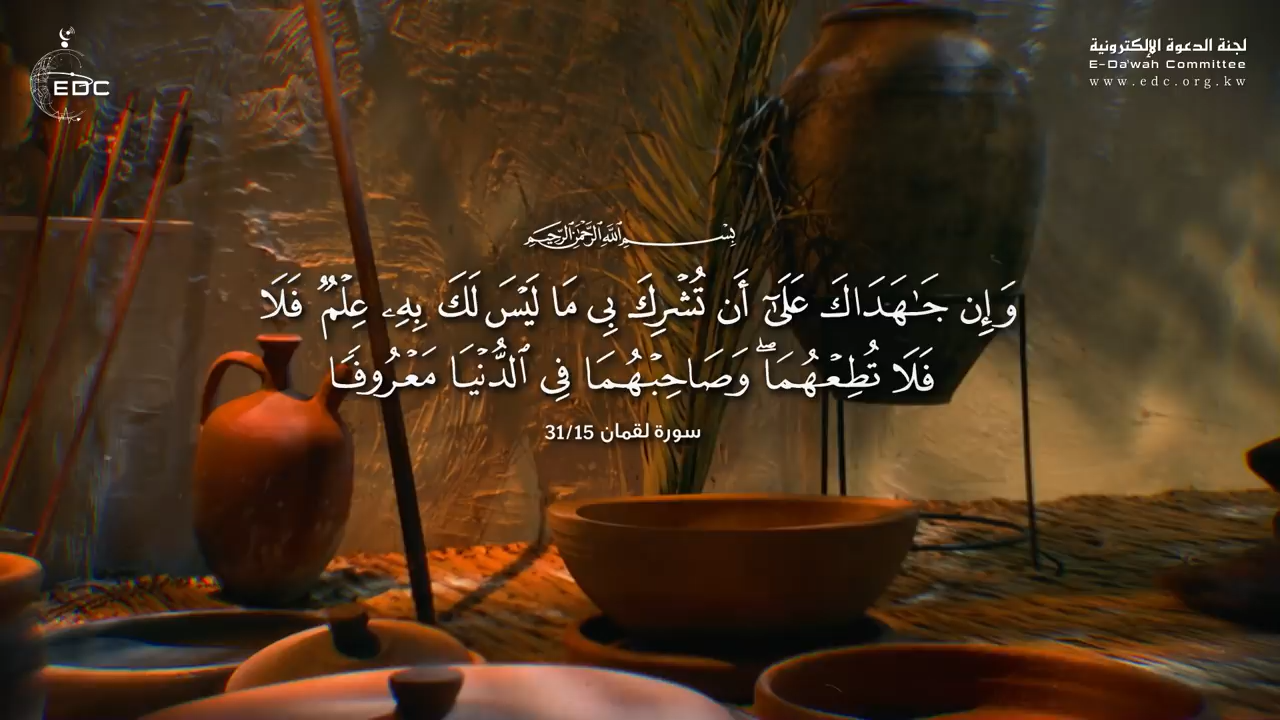 EDC
لجنة الدعوة الإلكترونية
E-Da'wah Committee
www.edc.org.kw
بِسْمِ ٱللَّهِ ٱلرَّحْمَٰنِ ٱلرَّحِيمِ
وَإِن جَٰهَدَاكَ عَلَىٰٓ أَن تُشْرِكَ بِى مَا لَيْسَ لَكَ بِهِۦ عِلْمٌ فَلَا
فَلَا تُطِعْهُمَا ۖ وَصَاحِبْهُمَا فِى ٱلدُّنْيَا مَعْرُوفًا
سورة لقمان 31/15